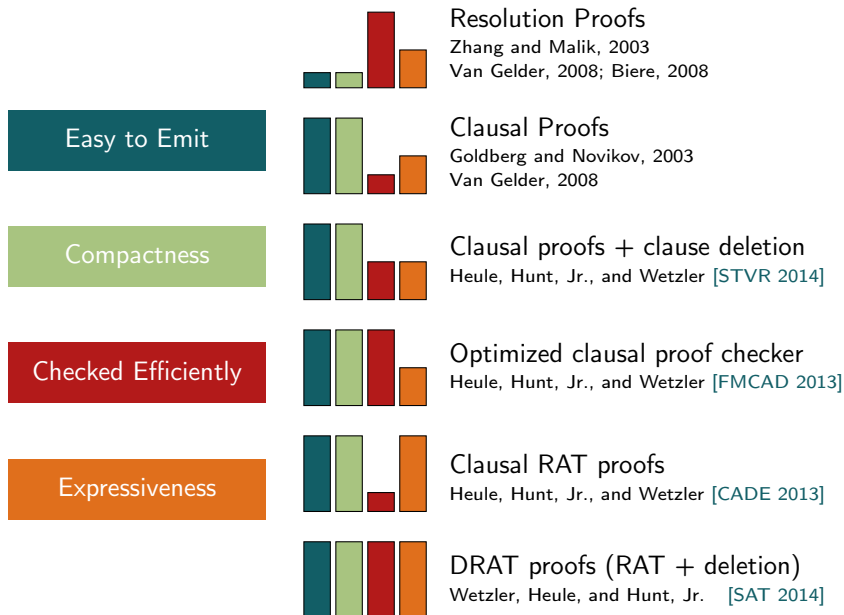 Resolution Proofs
Zhang and Malik, 2003
Van Gelder, 2008; Biere, 2008
Easy to Emit
Clausal Proofs
Goldberg and Novikov, 2003
Van Gelder, 2008
Compactness
Clausal proofs + clause deletion
Heule, Hunt, Jr., and Wetzler [STVR 2014]
Checked Efficiently
Optimized clausal proof checker
Heule, Hunt, Jr., and Wetzler [FMCAD 2013]
Expressiveness
Clausal RAT proofs
Heule, Hunt, Jr., and Wetzler [CADE 2013]
DRAT proofs (RAT + deletion)
Wetzler, Heule, and Hunt, Jr. [SAT 2014]